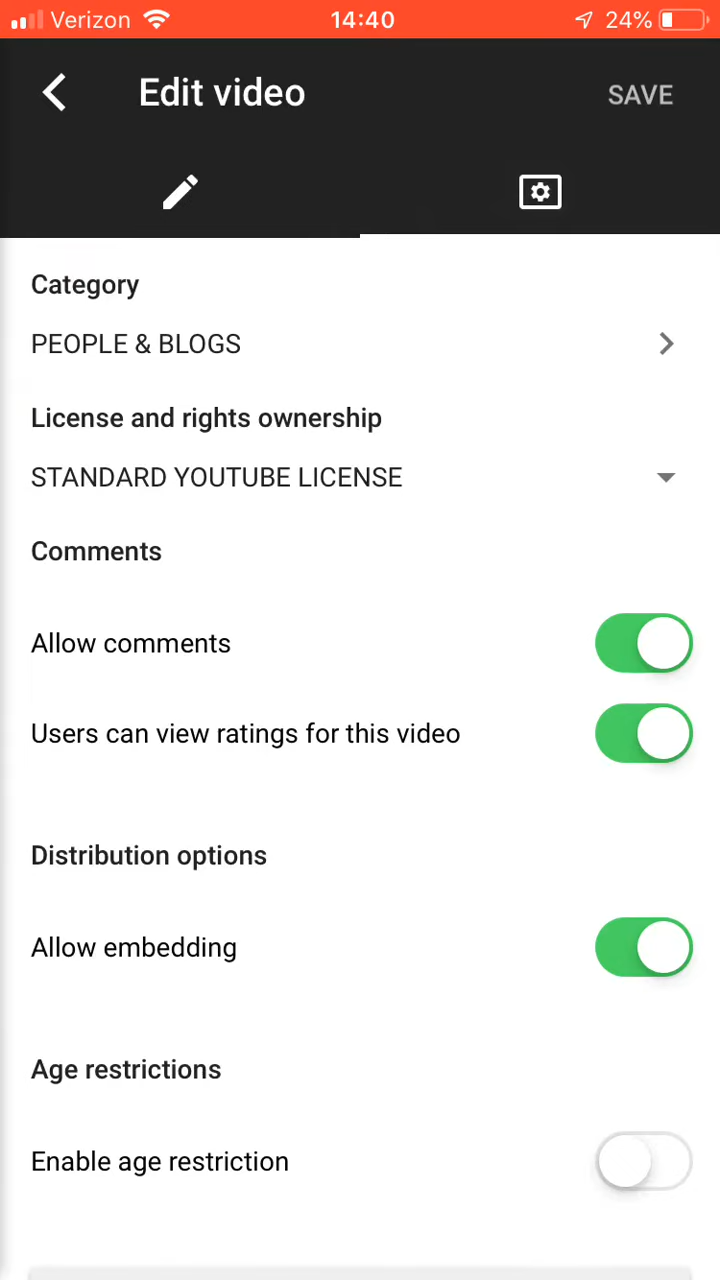 Verizon 14:40 24%
Edit video SAVE
Category
PEOPLE & BLOGS
License and rights ownership
STANDARD YOUTUBE LICENSE
Comments
Allow comments
Users can view ratings for this video
Distribution options
Allow embedding
Age restrictions
Enable age restriction